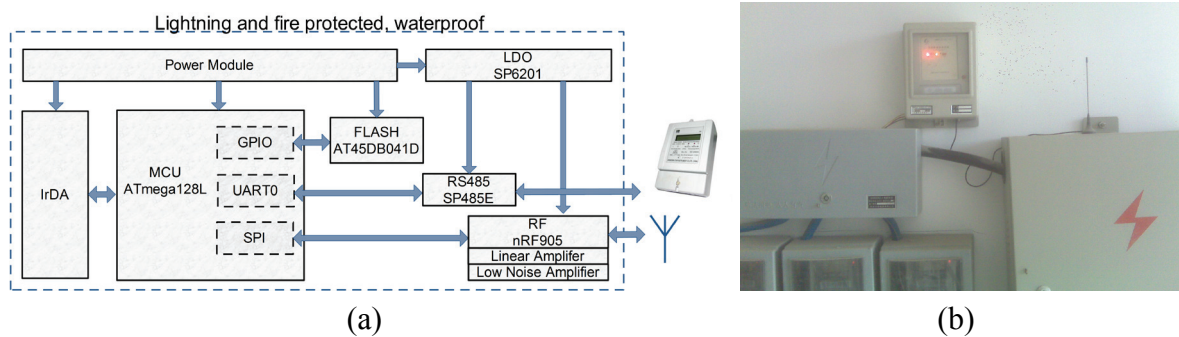 Lightning and fire protected, waterproof
Power Module
LDO
SP6201
IrDA
MCU
ATmega128L
GPIO
UART0
SPI
FLASH
AT45DB041D
RS485
SP485E
RF
nRF905
Linear Amplifer
Low Noise Amplifier
(a)
(b)